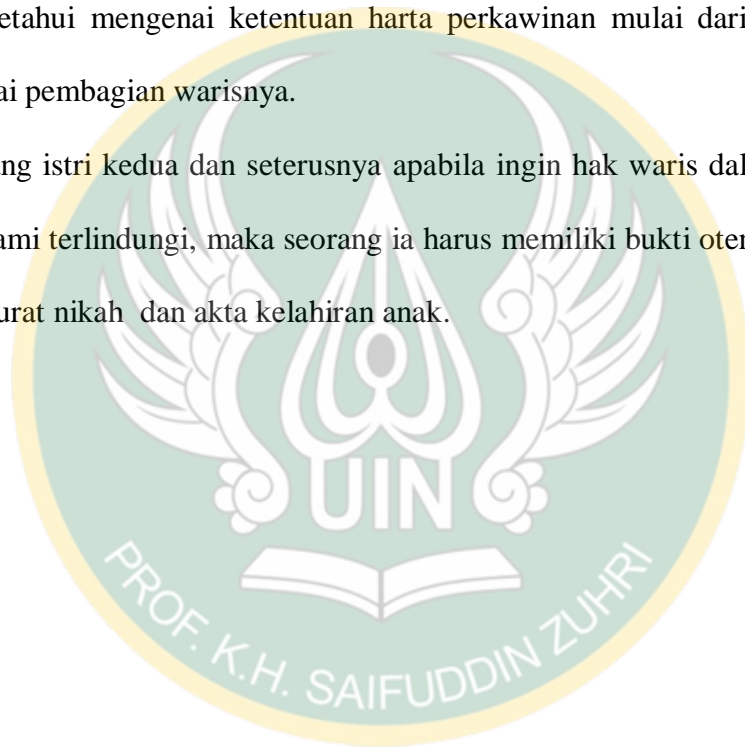 etahui mengenai ketentuan harta perkawinan mulai dari
ai pembagian warisnya.
ng istri kedua dan seterusnya apabila ingin hak waris dal
ami terlindungi, maka seorang ia harus memiliki bukti oter
urat nikah dan akta kelahiran anak.
UIN
PROF. K.H. SAIFUDDIN ZUHRI